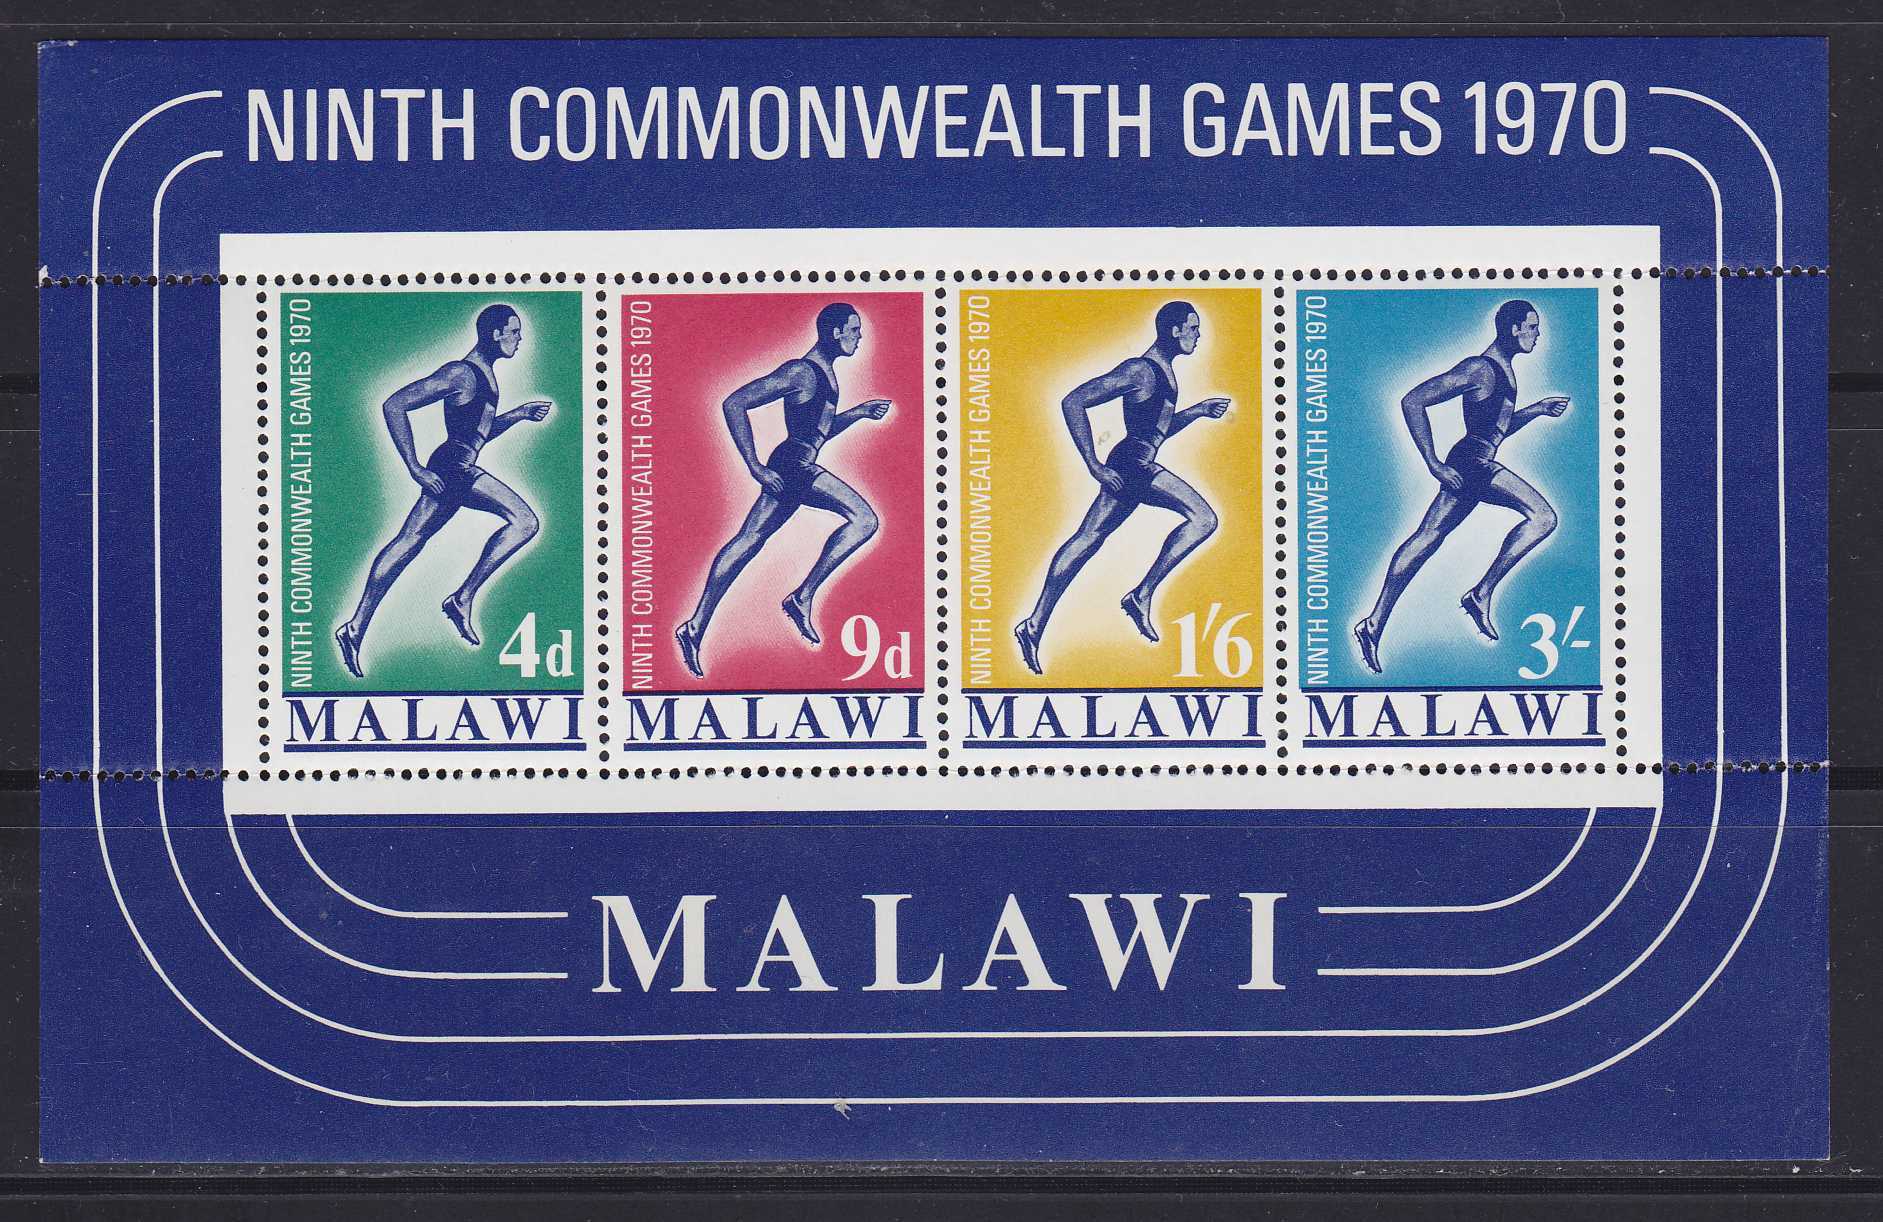 NINTH COMMONWEALTH GAMES 1970
NINTH COMMONWEALTH GAMES 1970
4d
MALAWI
NINTH COMMONWEALTH GAMES 1970
9d
MALAWI
NINTH COMMONWEALTH GAMES 1970
1/6
MALAWI
NINTH COMMONWEALTH GAMES 1970
3/-
MALAWI
MALAWI